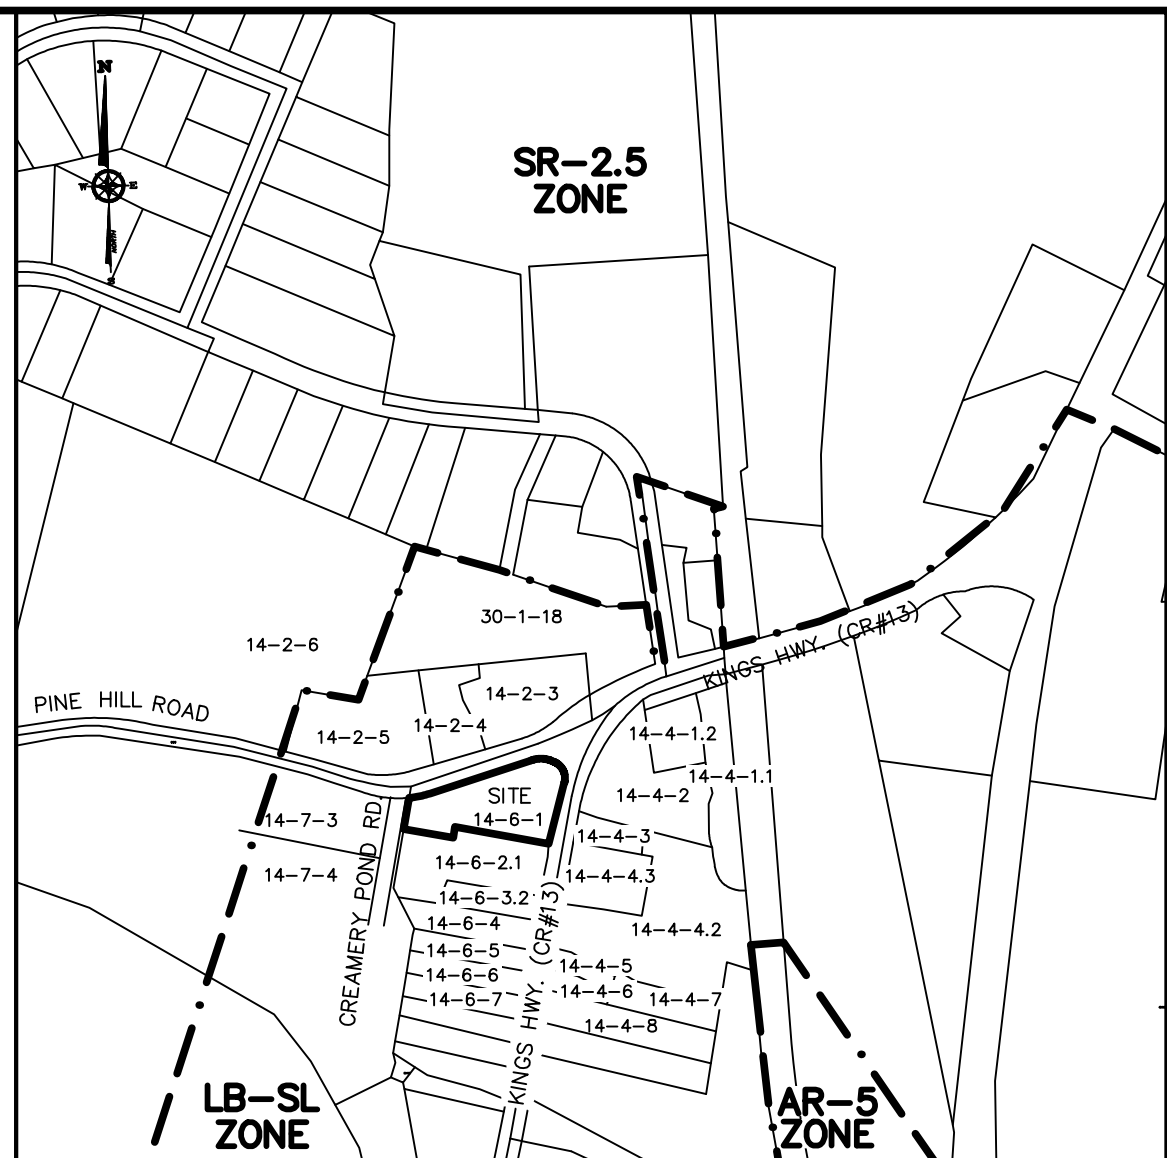 N
W
E
NORTH
S
SR-2.5
ZONE
30-1-18
14-2-6
KINGS HWY. (CR#13)
14-2-3
PINE HILL ROAD
14-2-4
14-2-5
14-4-1.2
14-4-1.1
SITE
14-6-1
14-4-2
14-7-3
14-4-3
14-6-2.1
14-7-4
14-4-4.3
CREAMERY POND RD.
14-6-3.2
14-6-4
14-4-4.2
KINGS HWY. (CR#13)
14-6-5
14-4-5
14-6-6
14-4-6
14-6-7
14-4-7
14-4-8
LB-SL
ZONE
AR-5
ZONE